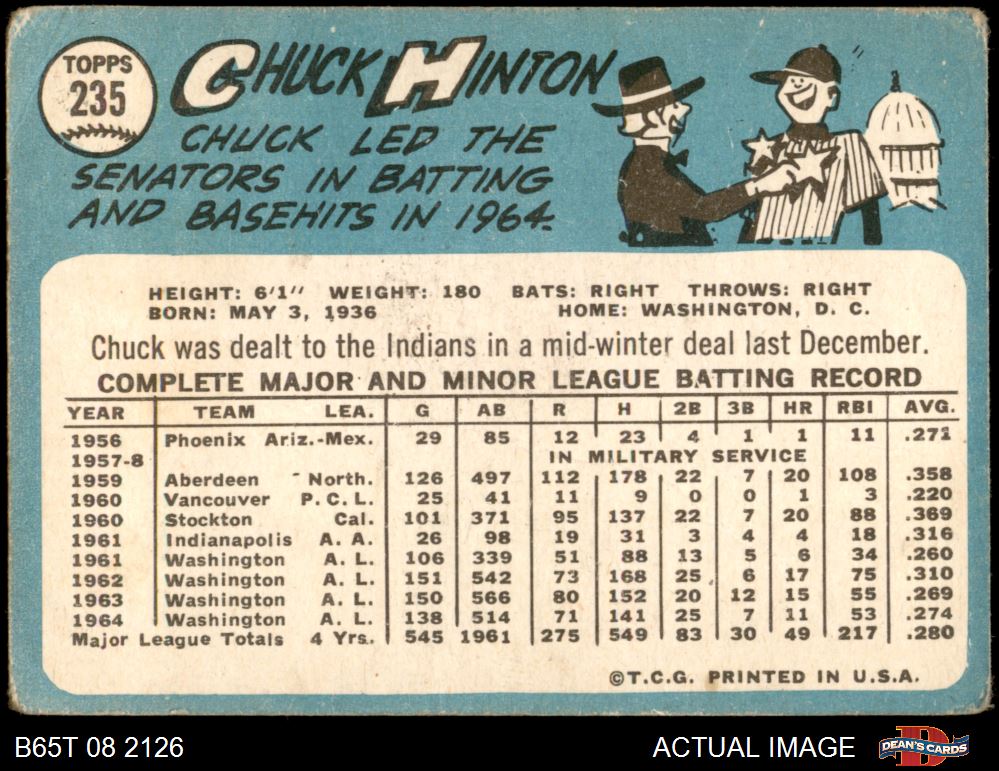 TOPPS
235
CHUCK HINTON
CHUCK LED THE
SENATORS IN BATTING
AND BASEHITS IN 1964.
HEIGHT: 6'1" WEIGHT: 180 BATS: RIGHT THROWS: RIGHT
BORN: MAY 3, 1936 HOME: WASHINGTON, D. C.
Chuck was dealt to the Indians in a mid-winter deal last December.
COMPLETE MAJOR AND MINOR LEAGUE BATTING RECORD
YEAR TEAM LEA. G AB R H 2B 3B HR RBI AVG.
1956 Phoenix Ariz.-Mex. 29 85 12 23 4 1 1 11 .271
1957-8 IN MILITARY SERVICE
1959 Aberdeen North. 126 497 112 178 22 7 20 108 .358
1960 Vancouver P.C.L. 25 41 11 9 0 0 1 3 .220
1960 Stockton Cal. 101 371 95 137 22 7 20 88 .369
1961 Indianapolis A. A. 26 98 19 31 3 4 4 18 .316
1961 Washington A. L. 106 339 51 88 13 5 6 34 .260
1962 Washington A. L. 151 542 73 168 25 6 17 75 .310
1963 Washington A. L. 150 566 80 152 20 12 15 55 .269
1964 Washington A. L. 138 514 71 141 25 7 11 53 .274
Major League Totals 4 Yrs. 545 1961 275 549 83 30 49 217 .280
©T.C.G. PRINTED IN U.S.A.
B65T 08 2126 ACTUAL IMAGE DEAN'S CARDS